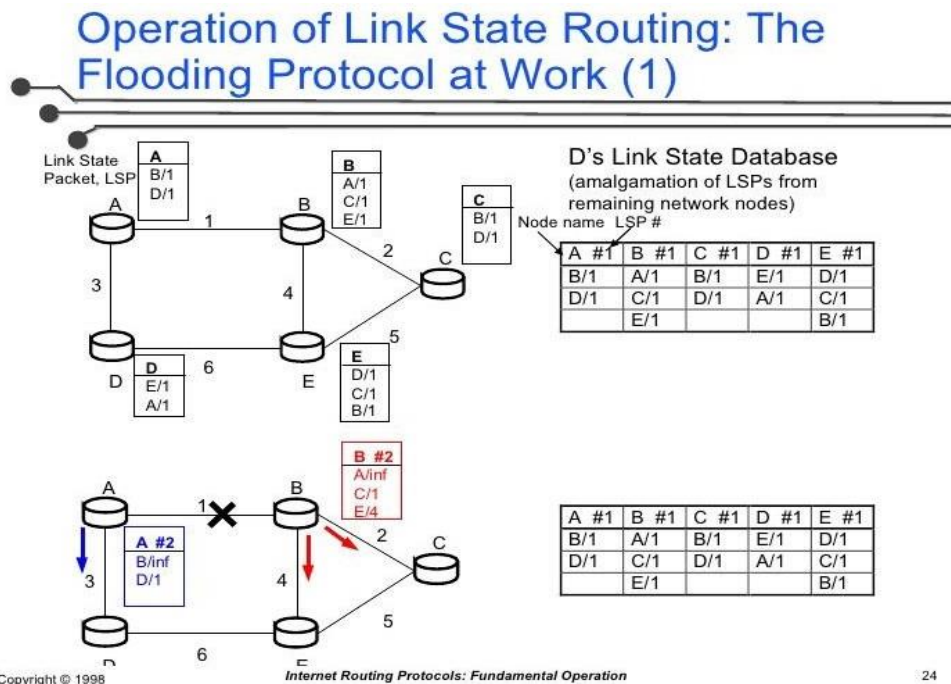 Operation of Link State Routing: The
Flooding Protocol at Work (1)
Link State
Packet, LSP
A
B/1
D/1
B
A/1
C/1
E/1
C
B/1
D/1
D
E/1
A/1
E
D/1
C/1
B/1
A
B
C
D
E
1
2
3
4
5
6
D's Link State Database
(amalgamation of LSPs from
remaining network nodes)
Node name LSP #
A #1 B #1 C #1 D #1 E #1
B/1 A/1 B/1 E/1 D/1
D/1 C/1 D/1 A/1 C/1
E/1 B/1
B #2
A/inf
C/1
E/4
A #2
B/inf
D/1
A
B
C
D
E
1
2
3
4
5
6
A #1 B #1 C #1 D #1 E #1
B/1 A/1 B/1 E/1 D/1
D/1 C/1 D/1 A/1 C/1
E/1 B/1
Copyright © 1998
Internet Routing Protocols: Fundamental Operation
24